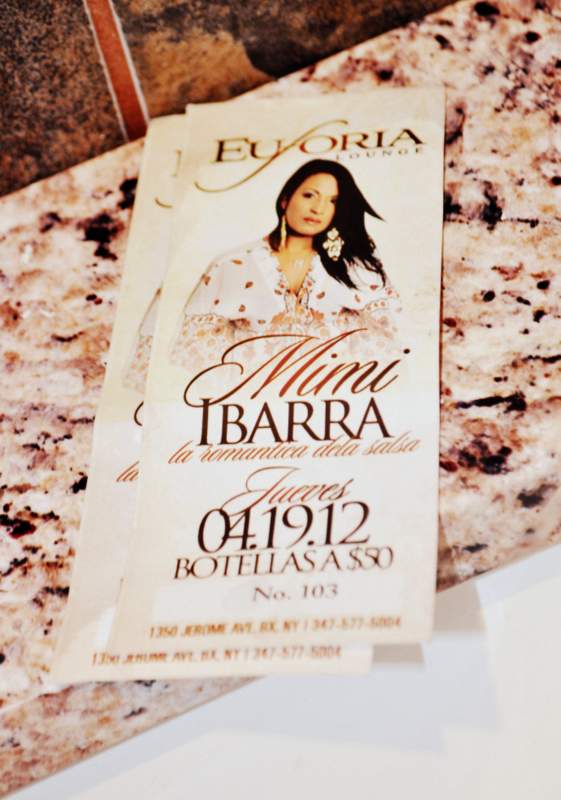 EUFORIA
LOUNGE
Mimi
IBARRA
la romantica dela salsa
Jueves
04.19.12
BOTELLAS A $50
No. 103
1350 JEROME AVE. BX, NY | 347-577-5004
la
1350 JEROME AVE. BX, NY | 347-577-5004